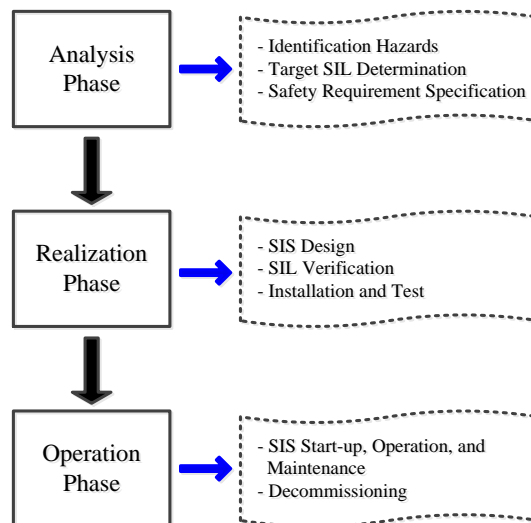 Analysis
Phase
- Identification Hazards
- Target SIL Determination
- Safety Requirement Specification
Realization
Phase
- SIS Design
- SIL Verification
- Installation and Test
Operation
Phase
- SIS Start-up, Operation, and
Maintenance
- Decommissioning